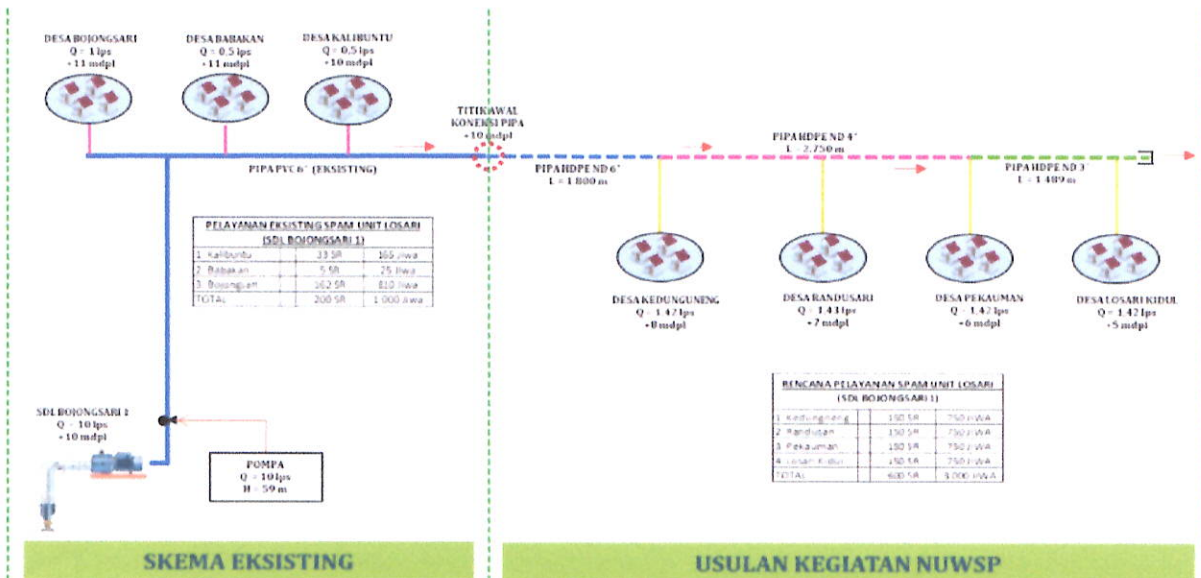 DESA BOJONGSARI
Q = 1 lps
+11 mdpl
DESA BABAKAN
Q = 0,5 lps
+11 mdpl
DESA KALIBUNTU
Q = 0,5 lps
+10 mdpl
TITIK AWAL
KONEKSI PIPA
+10 mdpl
PIPA PVC 6" (EKSISTING)
PIPA HDPE ND 6"
L = 1.800 m
PIPA HDPE ND 4"
L = 2.750 m
PIPA HDPE ND 3"
L = 1.489 m
PELAYANAN EKSISTING SPAM UNIT LOSARI
(SDL BOJONGSARI 1)
1 Kalibuntu 33 SR 165 Jiwa
2 Babakan 5 SR 25 Jiwa
3 Bojongsari 162 SR 810 Jiwa
TOTAL 200 SR 1.000 Jiwa
DESA KEDUNGUNENG
Q = 1,42 lps
+8 mdpl
DESA RANDUSARI
Q = 1,43 lps
+7 mdpl
DESA PEKAUMAN
Q = 1,42 lps
+6 mdpl
DESA LOSARI KIDUL
Q = 1,42 lps
+5 mdpl
SDL BOJONGSARI 1
Q = 10 lps
+10 mdpl
POMPA
Q = 10 lps
H = 59 m
RENCANA PELAYANAN SPAM UNIT LOSARI
(SDL BOJONGSARI 1)
1 Kedungneng 150 SR 750 JIWA
2 Randusari 150 SR 750 JIWA
3 Pekauman 150 SR 750 JIWA
4 Losari Kidul 150 SR 750 JIWA
TOTAL 600 SR 3.000 JIWA
SKEMA EKSISTING
USULAN KEGIATAN NUWSP